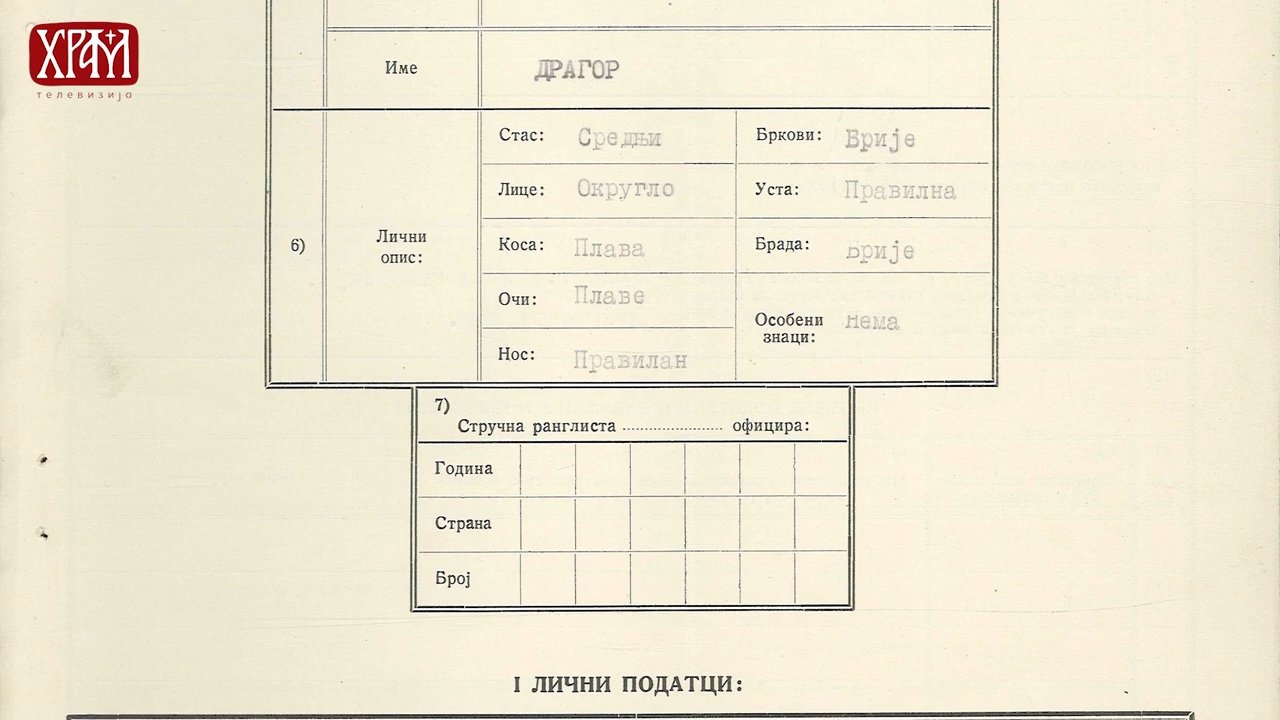 ХРАМ
телевизија
Име ДРАГОР
6) Лични опис:
Стас: Средњи
Лице: Округло
Коса: Плава
Очи: Плаве
Нос: Правилан
Бркови: Брије
Уста: Правилна
Брада: Брије
Особени
знаци: Нема
7)
Стручна ранглиста ...................... официра:
Година
Страна
Број
I ЛИЧНИ ПОДАТЦИ: